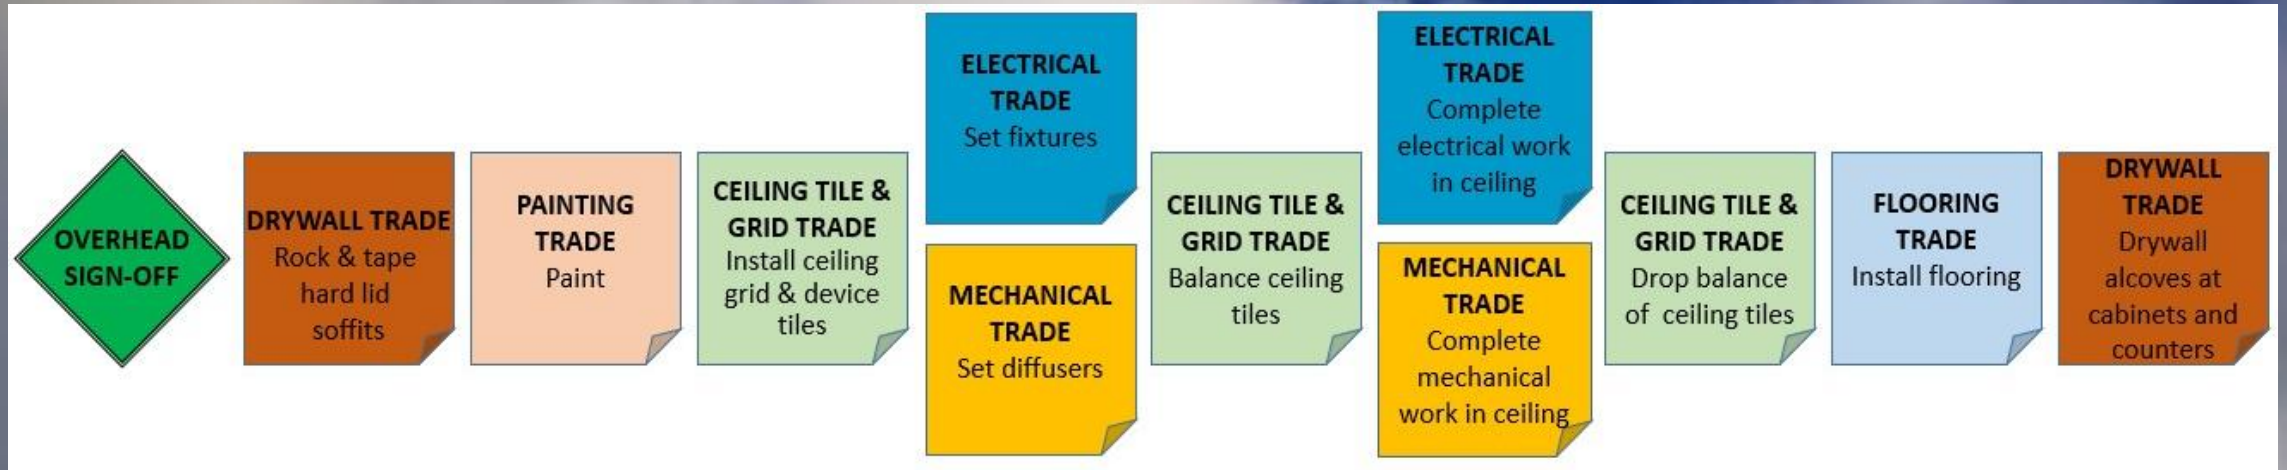 OVERHEAD
SIGN-OFF
DRYWALL TRADE
Rock & tape
hard lid
soffits
PAINTING
TRADE
Paint
CEILING TILE &
GRID TRADE
Install ceiling
grid & device
tiles
ELECTRICAL
TRADE
Set fixtures
MECHANICAL
TRADE
Set diffusers
CEILING TILE &
GRID TRADE
Balance ceiling
tiles
ELECTRICAL
TRADE
Complete
electrical work
in ceiling
MECHANICAL
TRADE
Complete
mechanical
work in ceiling
CEILING TILE &
GRID TRADE
Drop balance
of ceiling tiles
FLOORING
TRADE
Install flooring
DRYWALL
TRADE
Drywall
alcoves at
cabinets and
counters